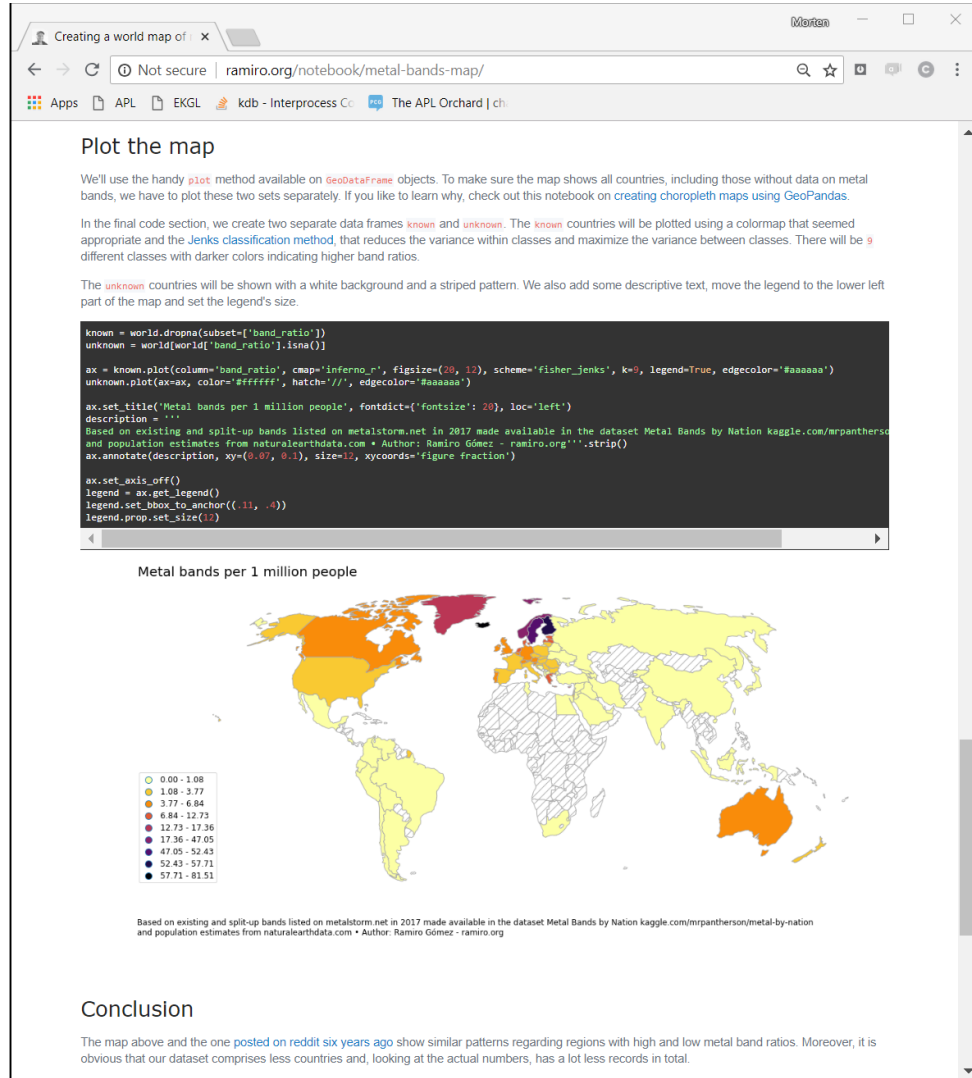 Morten
Creating a world map of
Not secure | ramiro.org/notebook/metal-bands-map/
Apps APL EKGL kdb - Interprocess Co The APL Orchard | ch
Plot the map
We'll use the handy plot method available on GeoDataFrame objects. To make sure the map shows all countries, including those without data on metal
bands, we have to plot these two sets separately. If you like to learn why, check out this notebook on creating choropleth maps using GeoPandas.
In the final code section, we create two separate data frames known and unknown. The known countries will be plotted using a colormap that seemed
appropriate and the Jenks classification method, that reduces the variance within classes and maximize the variance between classes. There will be 9
different classes with darker colors indicating higher band ratios.
The unknown countries will be shown with a white background and a striped pattern. We also add some descriptive text, move the legend to the lower left
part of the map and set the legend's size.
known = world.dropna(subset=['band_ratio'])
unknown = world[world['band_ratio'].isna()]
ax = known.plot(column='band_ratio', cmap='inferno_r', figsize=(20, 12), scheme='fisher_jenks', k=9, legend=True, edgecolor='#aaaaaa')
unknown.plot(ax=ax, color='#ffffff', hatch='//', edgecolor='#aaaaaa')
ax.set_title('Metal bands per 1 million people', fontdict={'fontsize': 20}, loc='left')
description = '''
Based on existing and split-up bands listed on metalstorm.net in 2017 made available in the dataset Metal Bands by Nation kaggle.com/mrpantherso
and population estimates from naturalearthdata.com • Author: Ramiro Gómez - ramiro.org'''.strip()
ax.annotate(description, xy=(0.07, 0.1), size=12, xycoords='figure fraction')
ax.set_axis_off()
legend = ax.get_legend()
legend.set_bbox_to_anchor((.11, .4))
legend.prop.set_size(12)
Metal bands per 1 million people
0.00 - 1.08
1.08 - 3.77
3.77 - 6.84
6.84 - 12.73
12.73 - 17.36
17.36 - 47.05
47.05 - 52.43
52.43 - 57.71
57.71 - 81.51
Based on existing and split-up bands listed on metalstorm.net in 2017 made available in the dataset Metal Bands by Nation kaggle.com/mrpantherson/metal-by-nation
and population estimates from naturalearthdata.com • Author: Ramiro Gómez - ramiro.org
Conclusion
The map above and the one posted on reddit six years ago show similar patterns regarding regions with high and low metal band ratios. Moreover, it is
obvious that our dataset comprises less countries and, looking at the actual numbers, has a lot less records in total.